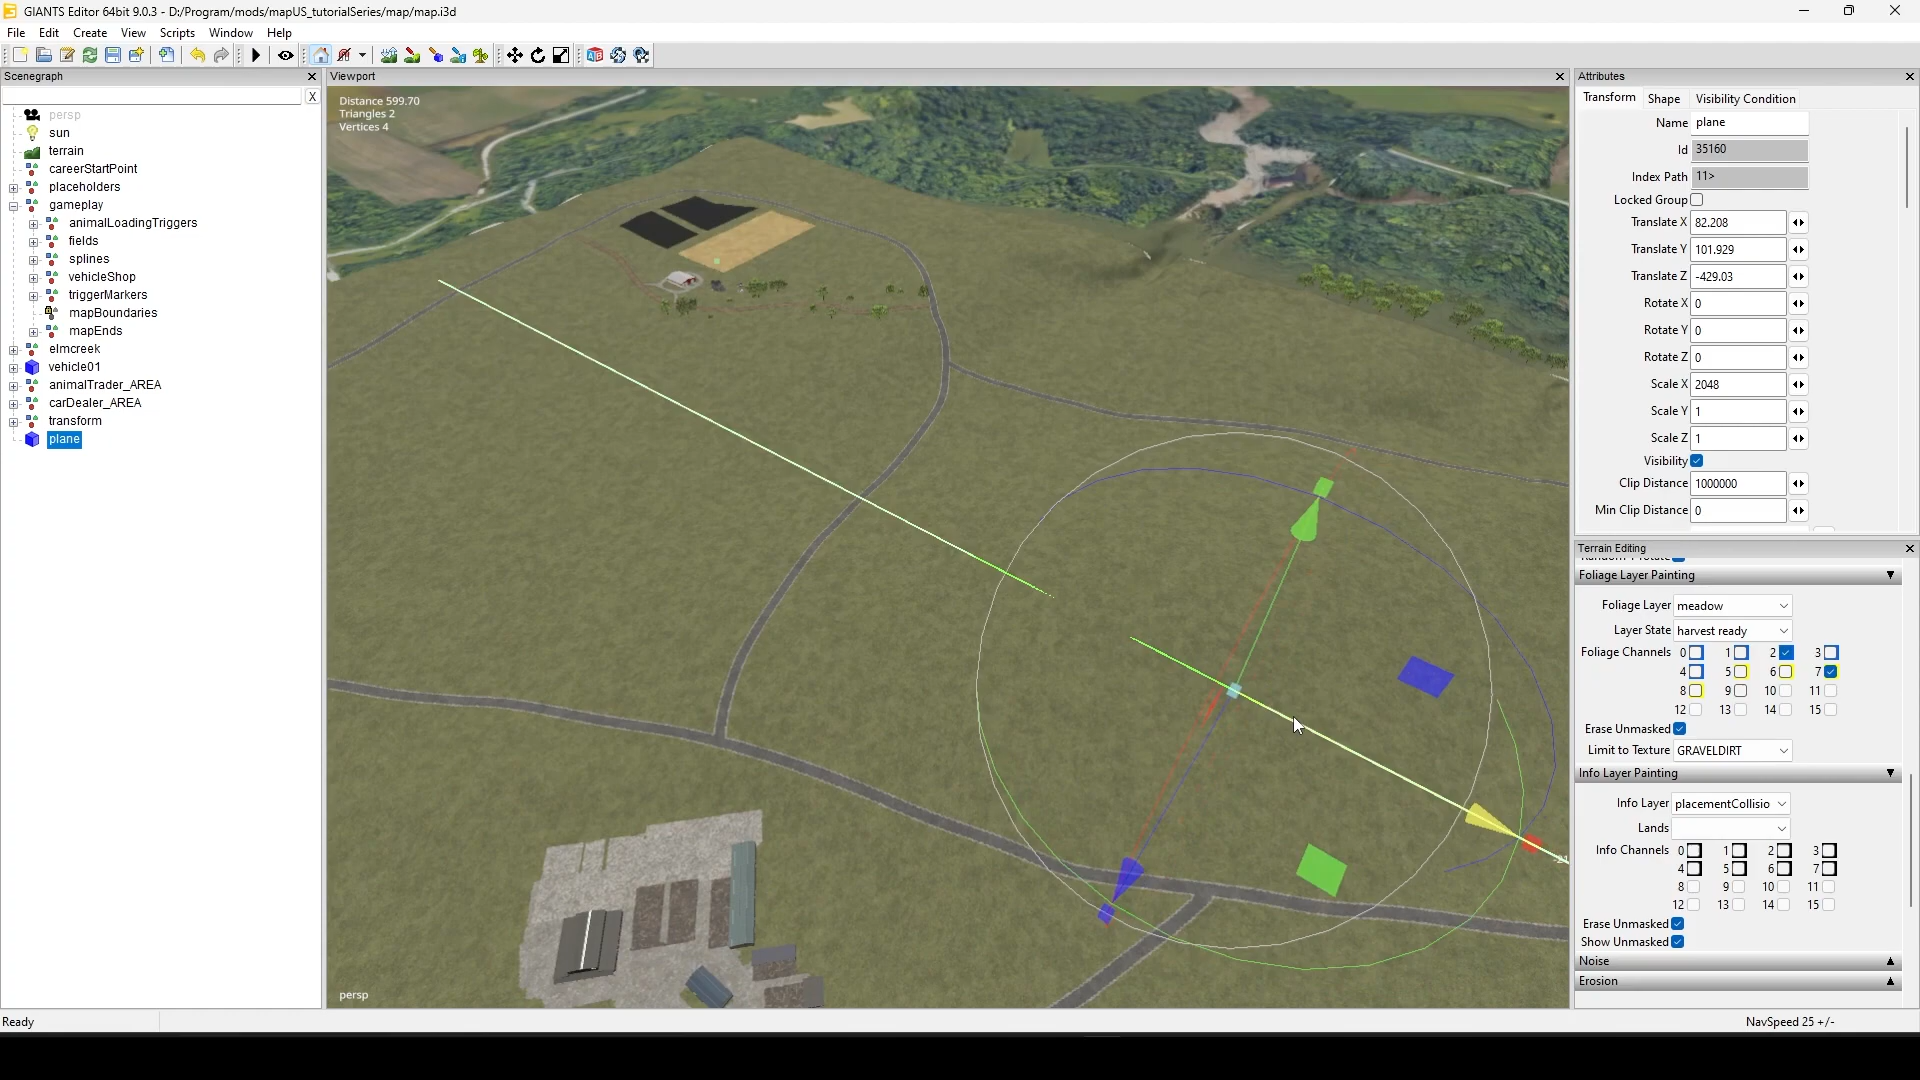 GIANTS Editor 64bit 9.0.3 - D:/Program/mods/mapUS_tutorialSeries/map/map.i3d
File Edit Create View Scripts Window Help
Scenegraph
X
persp
sun
terrain
careerStartPoint
placeholders
gameplay
animalLoadingTriggers
fields
splines
vehicleShop
triggerMarkers
mapBoundaries
mapEnds
elmcreek
vehicle01
animalTrader_AREA
carDealer_AREA
transform
plane
Viewport
Distance 599.70
Triangles 2
Vertices 4
persp
Attributes
Transform Shape Visibility Condition
Name plane
Id 35160
Index Path 11>
Locked Group
Translate X 82.208
Translate Y 101.929
Translate Z -429.03
Rotate X 0
Rotate Y 0
Rotate Z 0
Scale X 2048
Scale Y 1
Scale Z 1
Visibility
Clip Distance 1000000
Min Clip Distance 0
Terrain Editing
Foliage Layer Painting
Foliage Layer meadow
Layer State harvest ready
Foliage Channels 0 1 2 3
4 5 6 7
8 9 10 11
12 13 14 15
Erase Unmasked
Limit to Texture GRAVELDIRT
Info Layer Painting
Info Layer placementCollisio
Lands
Info Channels 0 1 2 3
4 5 6 7
8 9 10 11
12 13 14 15
Erase Unmasked
Show Unmasked
Noise
Erosion
Ready
NavSpeed 25 +/-